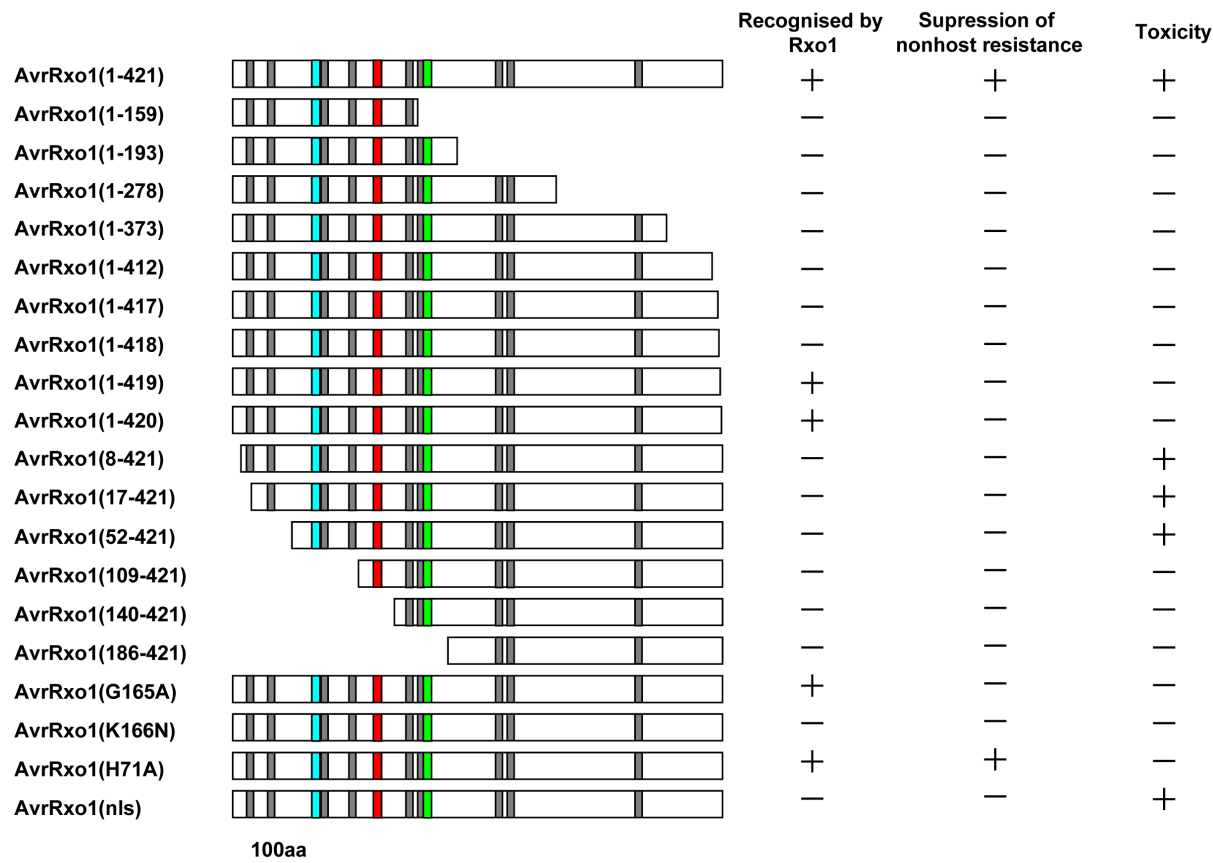 Recognised by Rxo1
Supression of nonhost resistance
Toxicity
AvrRxo1(1-421) + + +
AvrRxo1(1-159) — — —
AvrRxo1(1-193) — — —
AvrRxo1(1-278) — — —
AvrRxo1(1-373) — — —
AvrRxo1(1-412) — — —
AvrRxo1(1-417) — — —
AvrRxo1(1-418) — — —
AvrRxo1(1-419) + — —
AvrRxo1(1-420) + — —
AvrRxo1(8-421) — — +
AvrRxo1(17-421) — — +
AvrRxo1(52-421) — — +
AvrRxo1(109-421) — — —
AvrRxo1(140-421) — — —
AvrRxo1(186-421) — — —
AvrRxo1(G165A) + — —
AvrRxo1(K166N) — — —
AvrRxo1(H71A) + + —
AvrRxo1(nls) — — +
100aa